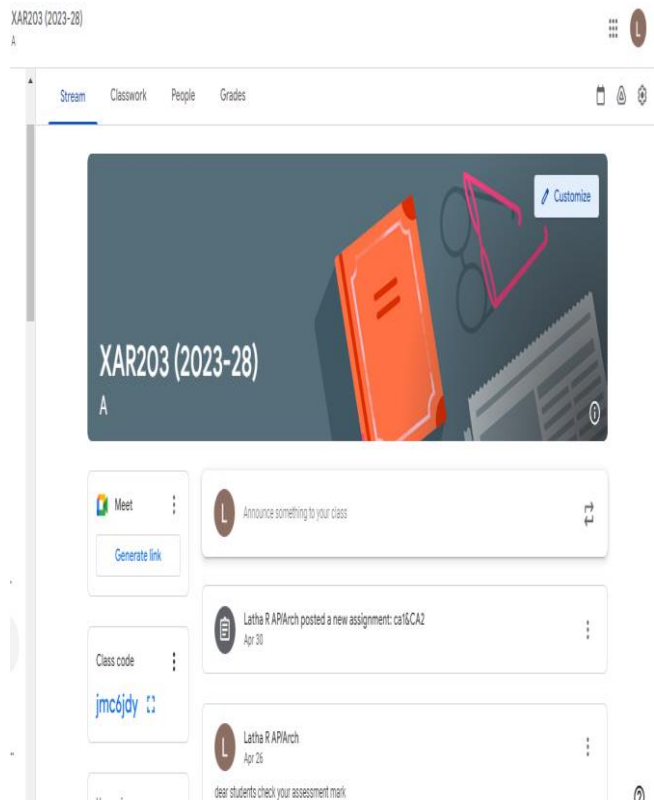 XAR203 (2023-28)
A
L
Stream Classwork People Grades
Customize
XAR203 (2023-28)
A
Meet
Generate link
L Announce something to your class
Latha R AP/Arch posted a new assignment: ca1&CA2
Apr 30
Class code
jmc6jdy
L Latha R AP/Arch
Apr 26
dear students check your assessment mark